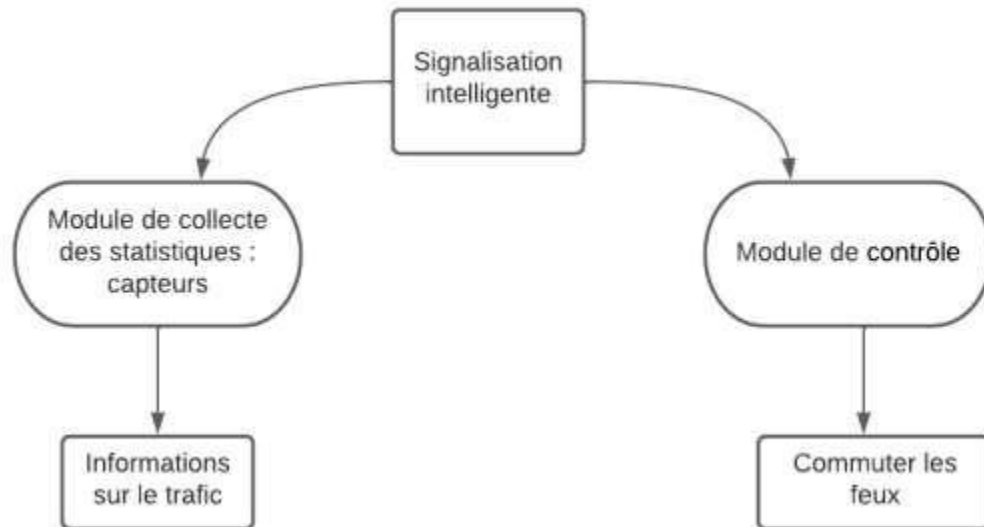 Signalisation
intelligente
Module de collecte
des statistiques :
capteurs
Module de contrôle
Informations
sur le trafic
Commuter les
feux